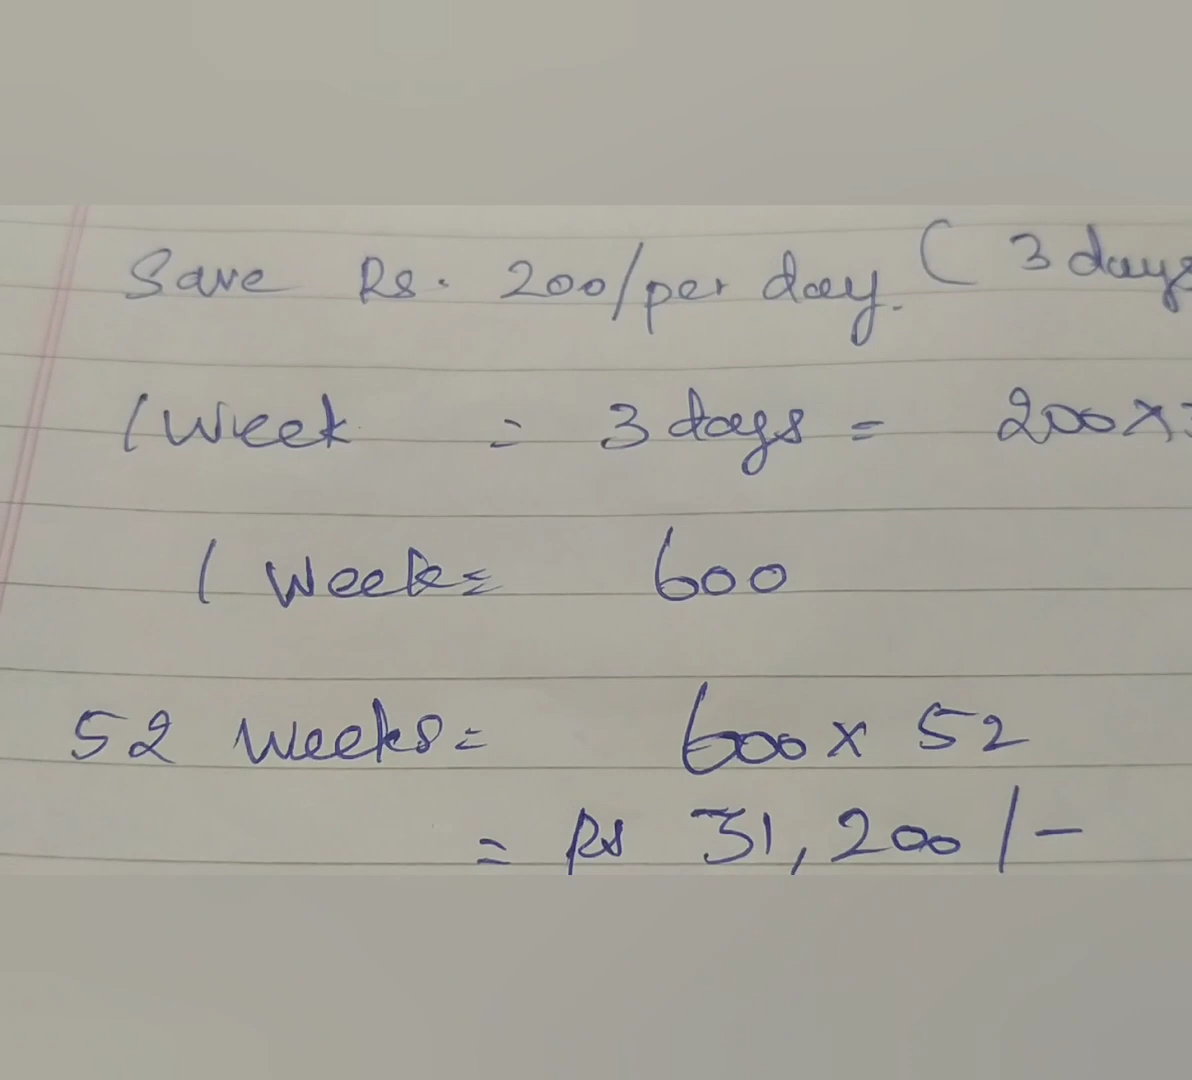 Save Rs. 200/per day. ( 3 days
1 Week = 3 days = 200 x
1 Week = 600
52 weeks = 600 x 52
= Rs 31,200/-